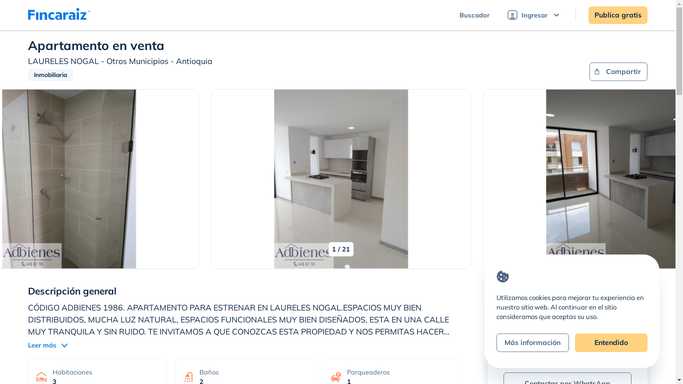 Fincaraiz
Buscador
Ingresar
Publica gratis
Apartamento en venta
LAURELES NOGAL - Otros Municipios - Antioquia
Inmobiliaria
Compartir
Adbienes
Adbienes
1 / 21
Adbienes
Descripción general
CÓDIGO ADBIENES 1986. APARTAMENTO PARA ESTRENAR EN LAURELES NOGAL.ESPACIOS MUY BIEN
DISTRIBUIDOS, MUCHA LUZ NATURAL, ESPACIOS FUNCIONALES MUY BIEN DISEÑADOS, ESTA EN UNA CALLE
MUY TRANQUILA Y SIN RUIDO. TE INVITAMOS A QUE CONOZCAS ESTA PROPIEDAD Y NOS PERMITAS HACER...
Leer más
Habitaciones
3
Baños
2
Parqueaderos
1
Utilizamos cookies para mejorar tu experiencia en
nuestro sitio web. Al continuar en el sitio
consideramos que aceptas su uso.
Más información
Entendido
Contactar por WhatsApp